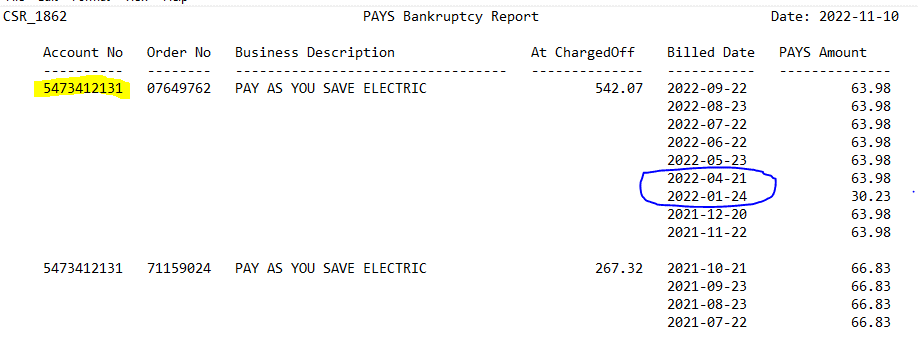 CSR_1862 PAYS Bankruptcy Report Date: 2022-11-10
Account No Order No Business Description At ChargedOff Billed Date PAYS Amount
---------- -------- ---------------------------------- -------------- ----------- --------------
5473412131 07649762 PAY AS YOU SAVE ELECTRIC 542.07 2022-09-22 63.98
2022-08-23 63.98
2022-07-22 63.98
2022-06-22 63.98
2022-05-23 63.98
2022-04-21 63.98
2022-01-24 30.23
2021-12-20 63.98
2021-11-22 63.98
5473412131 71159024 PAY AS YOU SAVE ELECTRIC 267.32 2021-10-21 66.83
2021-09-23 66.83
2021-08-23 66.83
2021-07-22 66.83